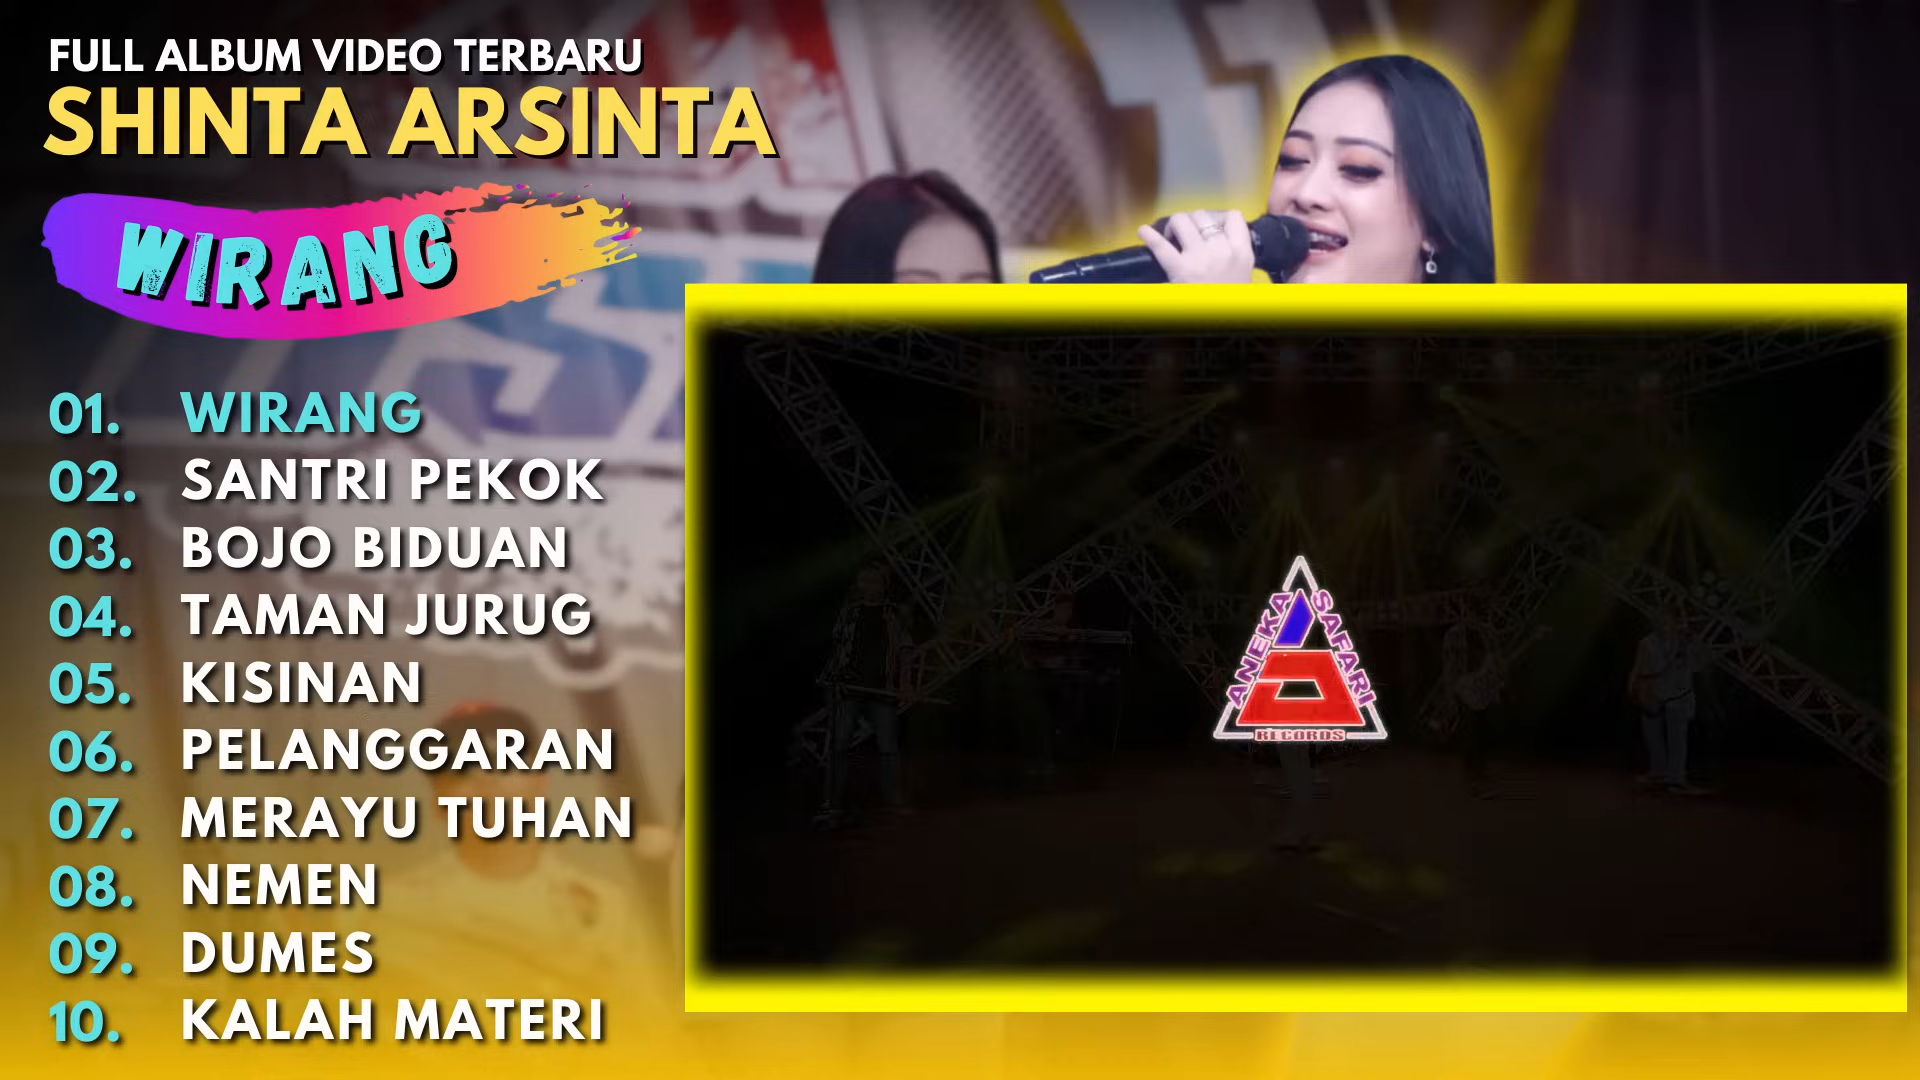 FULL ALBUM VIDEO TERBARU
SHINTA ARSINTA
WIRANG
01. WIRANG
02. SANTRI PEKOK
03. BOJO BIDUAN
04. TAMAN JURUG
05. KISINAN
06. PELANGGARAN
07. MERAYU TUHAN
08. NEMEN
09. DUMES
10. KALAH MATERI
ANEKA SAFARI
RECORDS